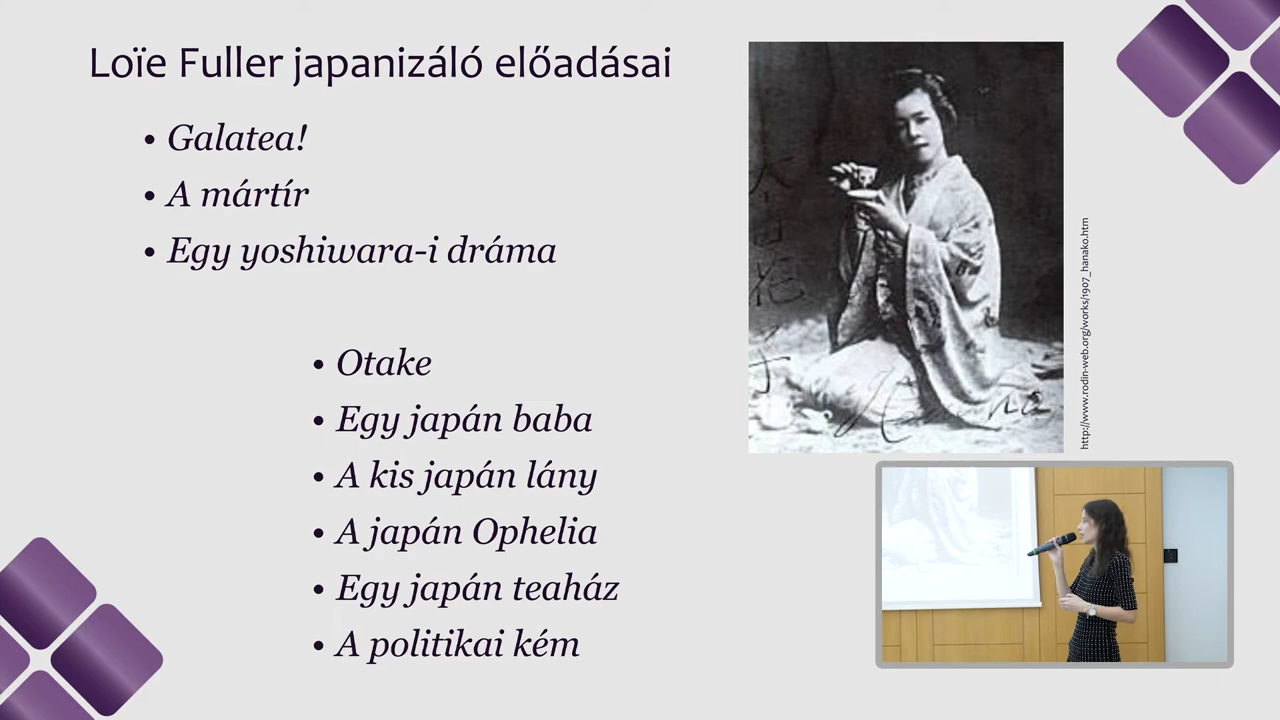 Loïe Fuller japanizáló előadásai
• Galatea!
• A mártír
• Egy yoshiwara-i dráma
• Otake
• Egy japán baba
• A kis japán lány
• A japán Ophelia
• Egy japán teaház
• A politikai kém
http://www.rodin-web.org/works/1907_hanako.htm